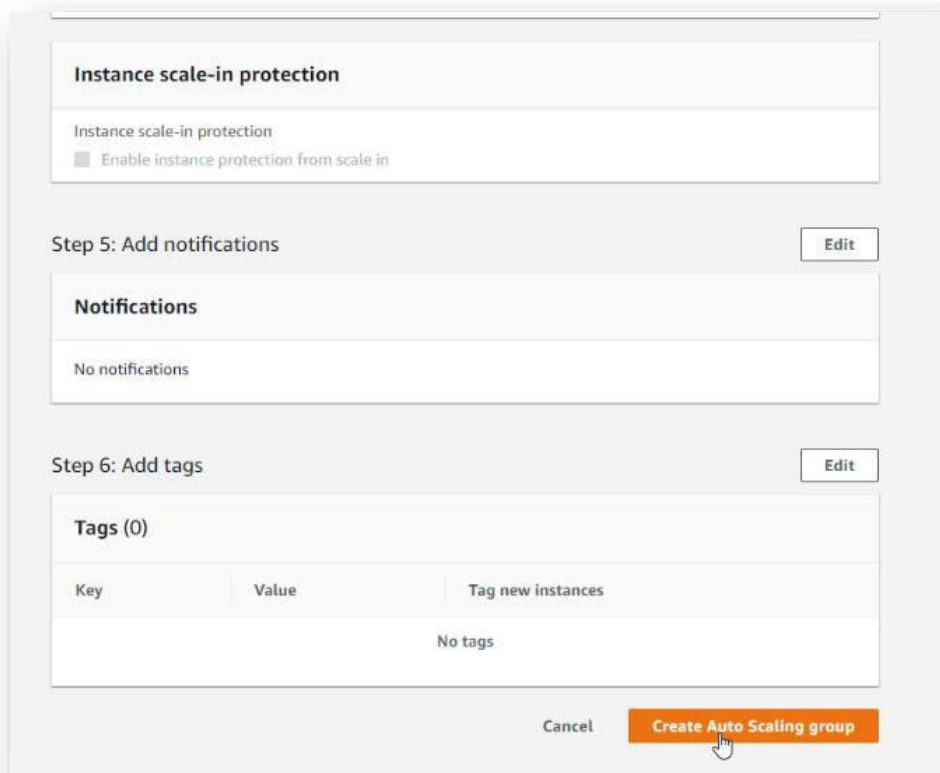 Instance scale-in protection
Instance scale-in protection
Enable instance protection from scale in
Step 5: Add notifications
Edit
Notifications
No notifications
Step 6: Add tags
Edit
Tags (0)
Key Value Tag new instances
No tags
Cancel Create Auto Scaling group